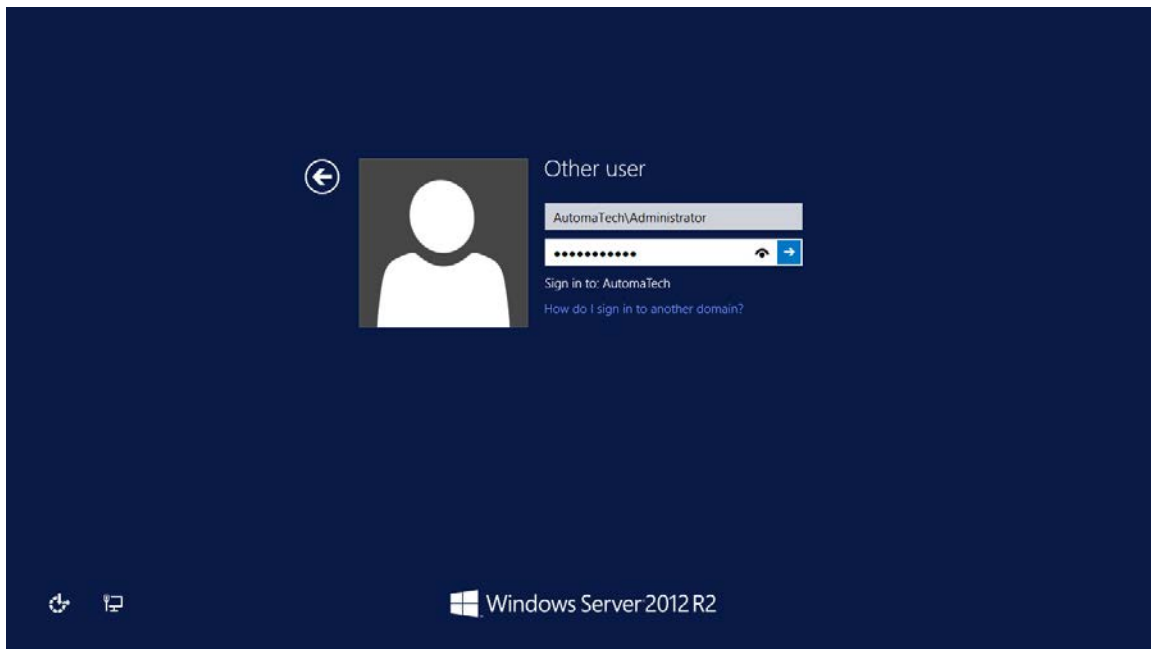 Other user
AutomaTech\Administrator
•••••••••••
Sign in to: AutomaTech
How do I sign in to another domain?
Windows Server 2012 R2